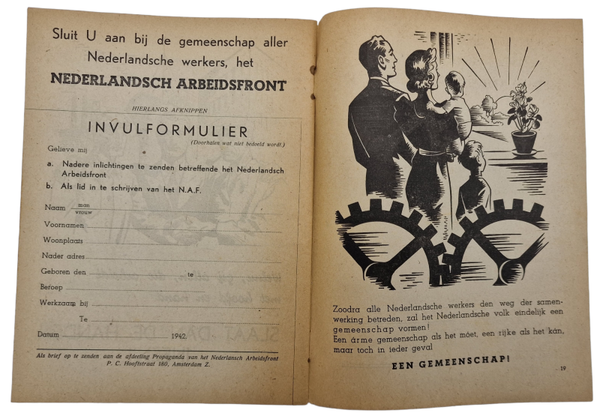 Sluit U aan bij de gemeenschap aller
Nederlandsche werkers, het
NEDERLANDSCH ARBEIDSFRONT
HIERLANGS AFKNIPPEN
INVULFORMULIER
(Doorhalen wat niet bedoeld wordt.)
Gelieve mij
a. Nadere inlichtingen te zenden betreffende het Nederlandsch
Arbeidsfront
b. Als lid in te schrijven van het N.A.F.
Naam man
vrouw
Voornamen
Woonplaats
Nader adres
Geboren den te
Beroep
Werkzaam bij
Te
Datum 1942
Als brief op te zenden aan de afdeeling Propaganda van het Nederlansch Arbeidsfront
P. C. Hooftstraat 180, Amsterdam Z.
Zoodra alle Nederlandsche werkers den weg der samen-
werking betreden, zal het Nederlandsche volk eindelijk een
gemeenschap vormen!
Een árme gemeenschap als het móet, een rijke als het kán,
maar toch in ieder geval
EEN GEMEENSCHAP!
19